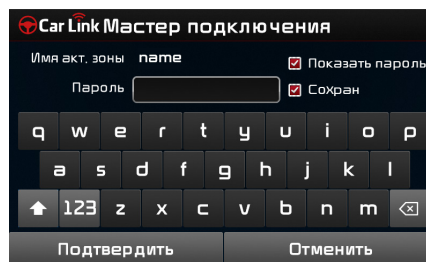 Car Link Мастер подключения
Имя акт. зоны name
Показать пароль
Пароль
Сохран
q w e r t y u i o p
a s d f g h j k l
123 z x c v b n m
Подтвердить Отменить